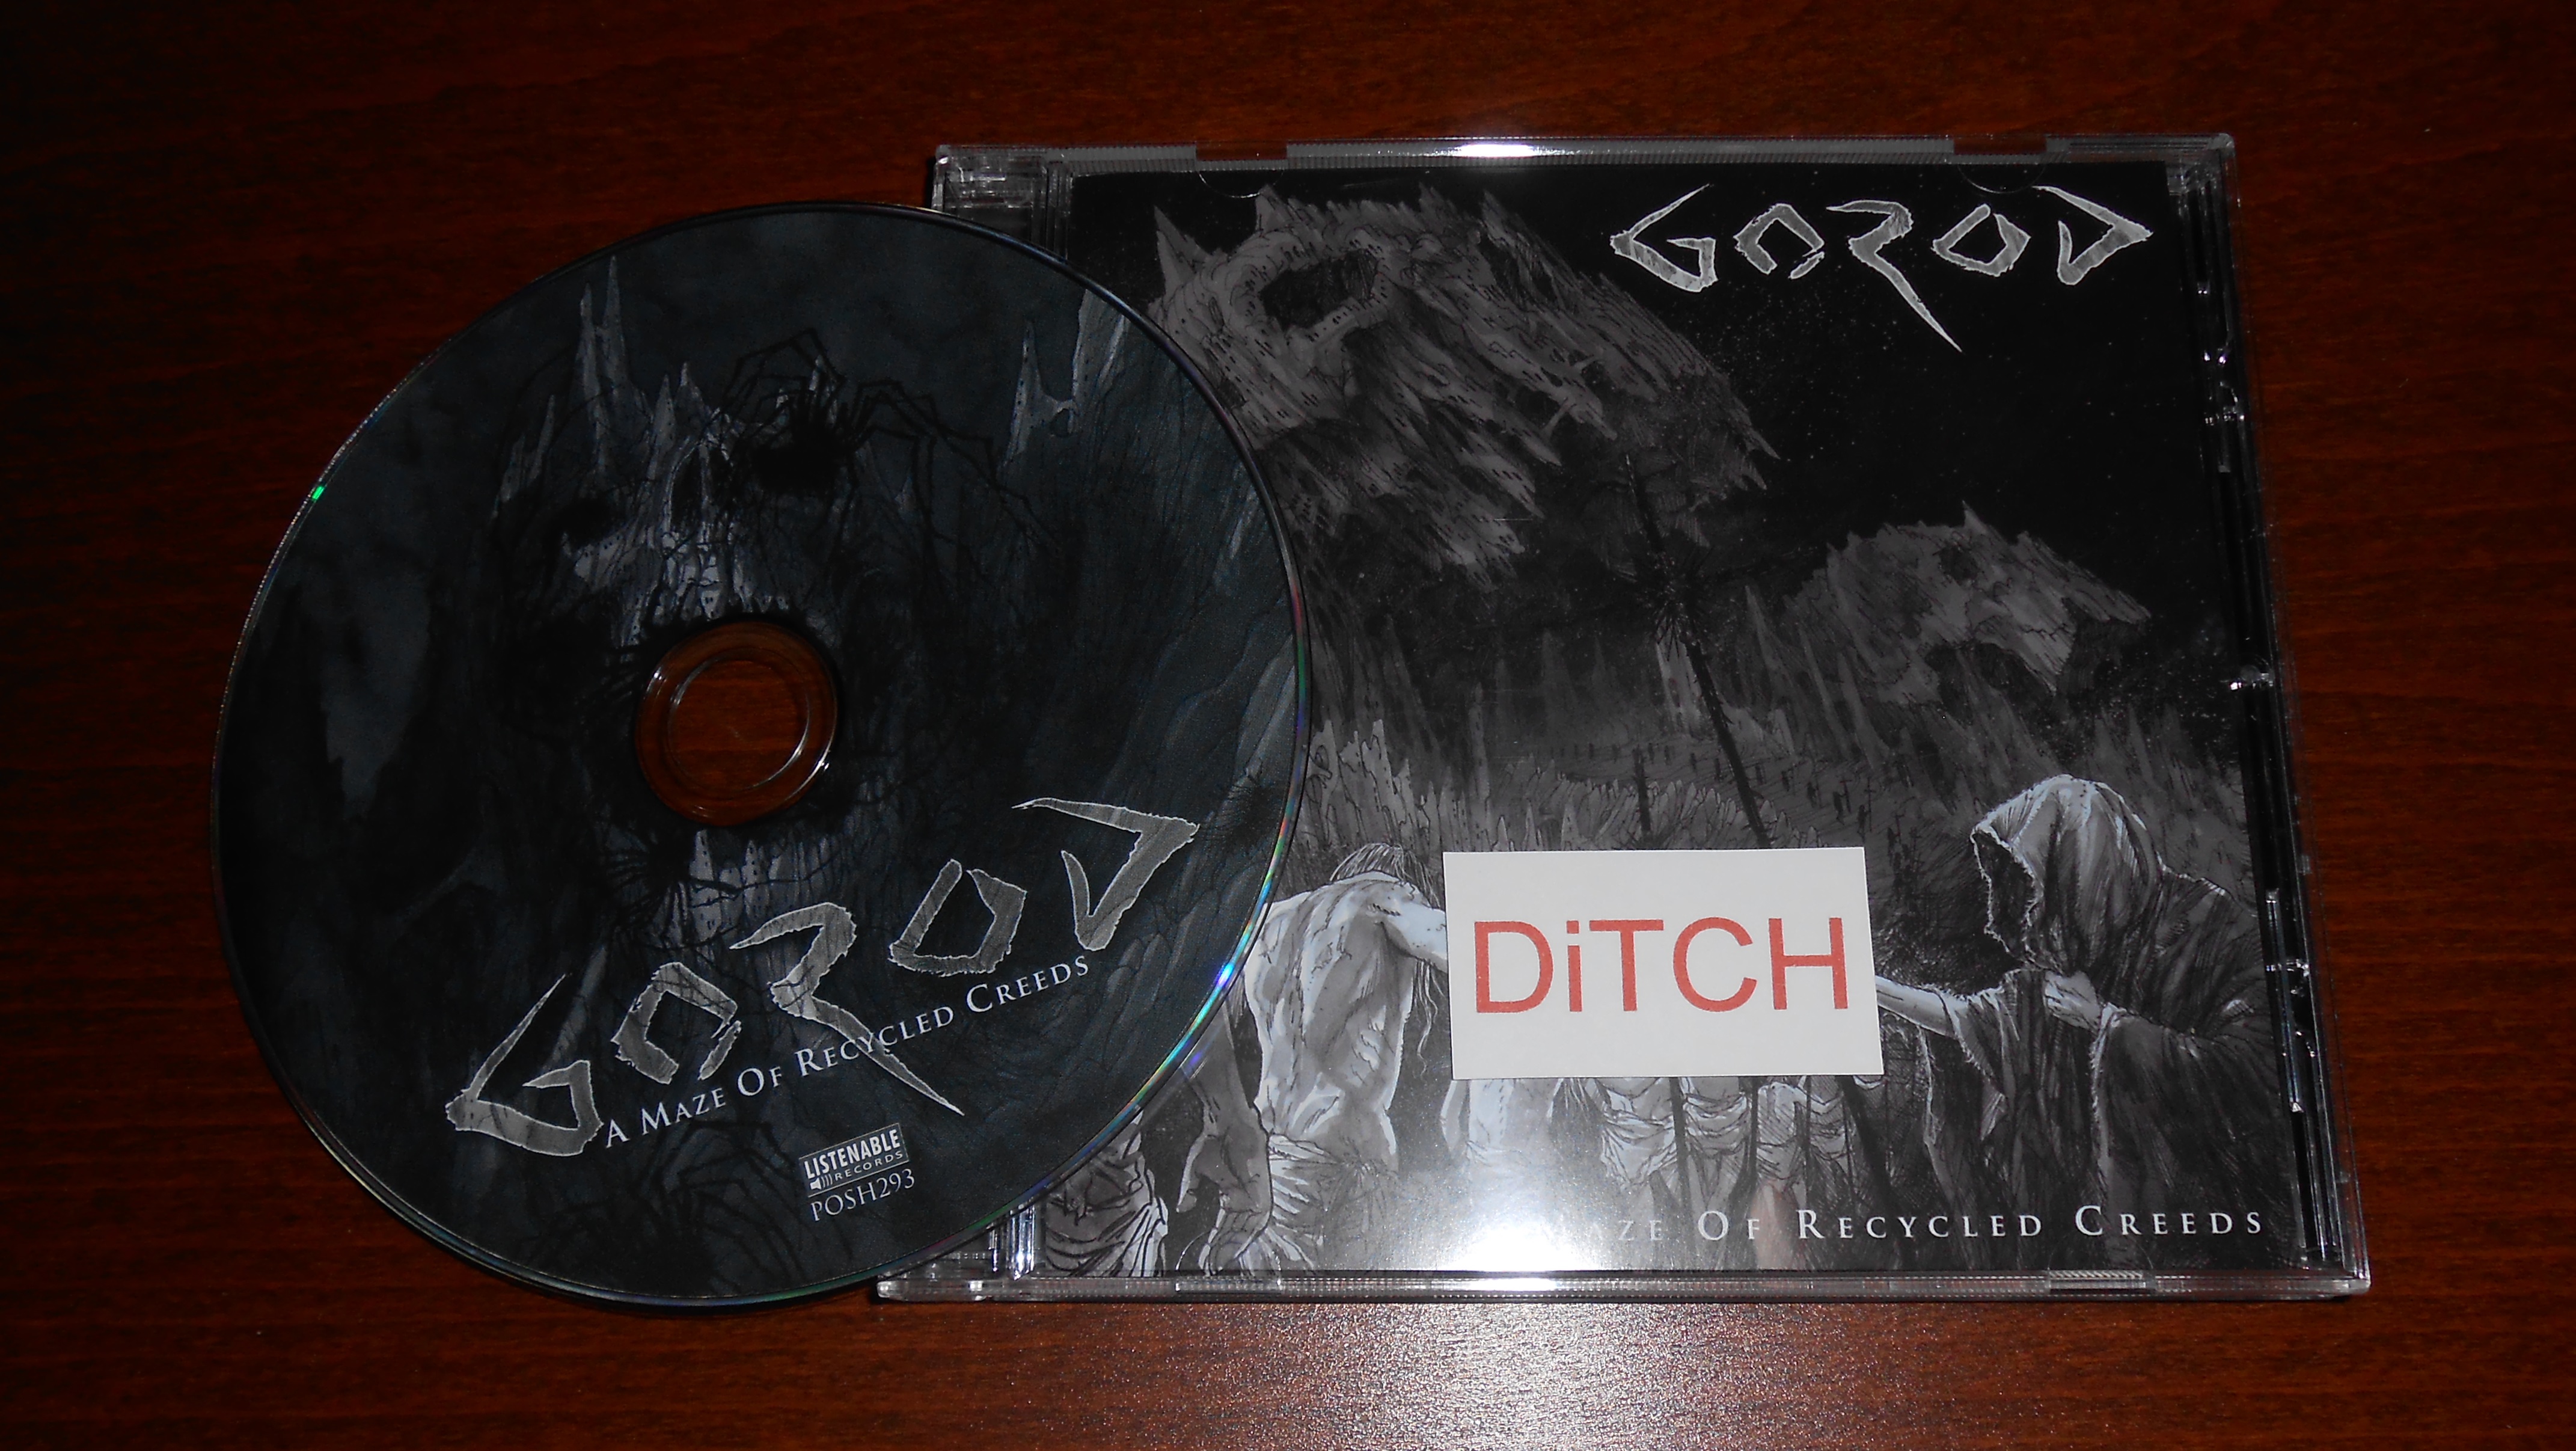 GOROD
A MAZE OF RECYCLED CREEDS
LISTENABLE
RECORDS
POSH293
GOROD
DiTCH
OF RECYCLED CREEDS